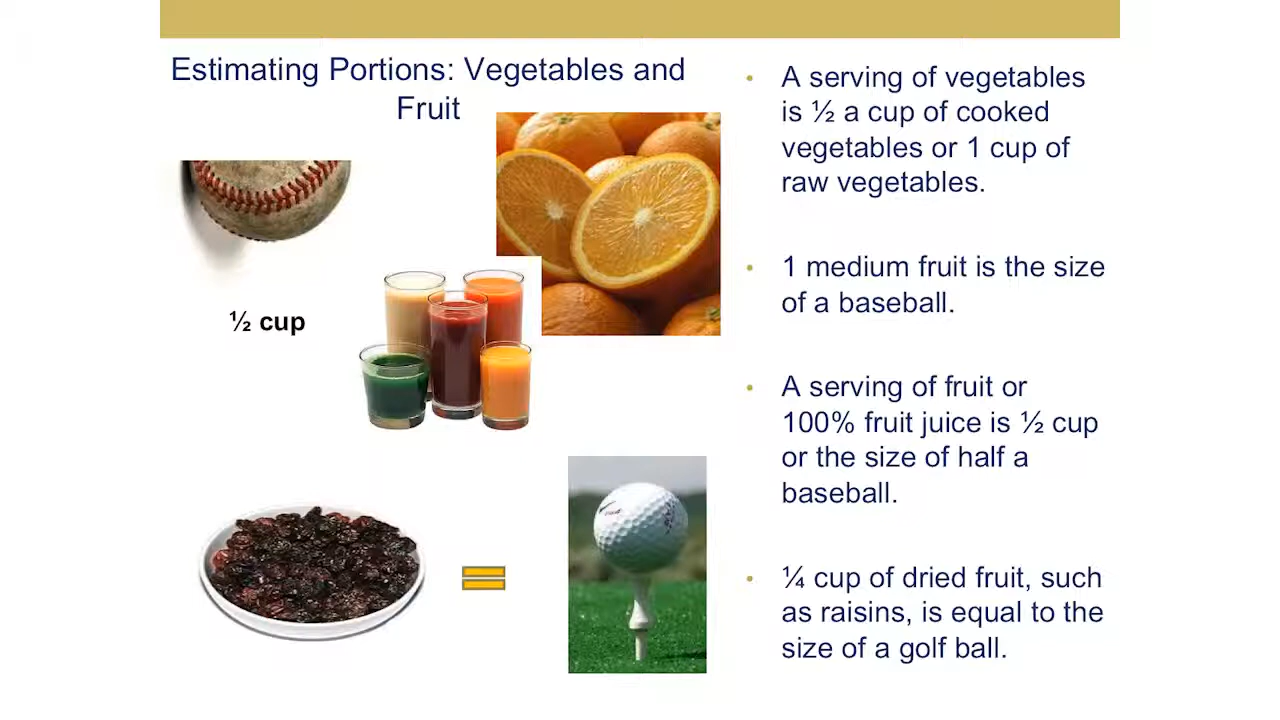 Estimating Portions: Vegetables and
Fruit
½ cup
• A serving of vegetables
is ½ a cup of cooked
vegetables or 1 cup of
raw vegetables.
• 1 medium fruit is the size
of a baseball.
• A serving of fruit or
100% fruit juice is ½ cup
or the size of half a
baseball.
• ¼ cup of dried fruit, such
as raisins, is equal to the
size of a golf ball.